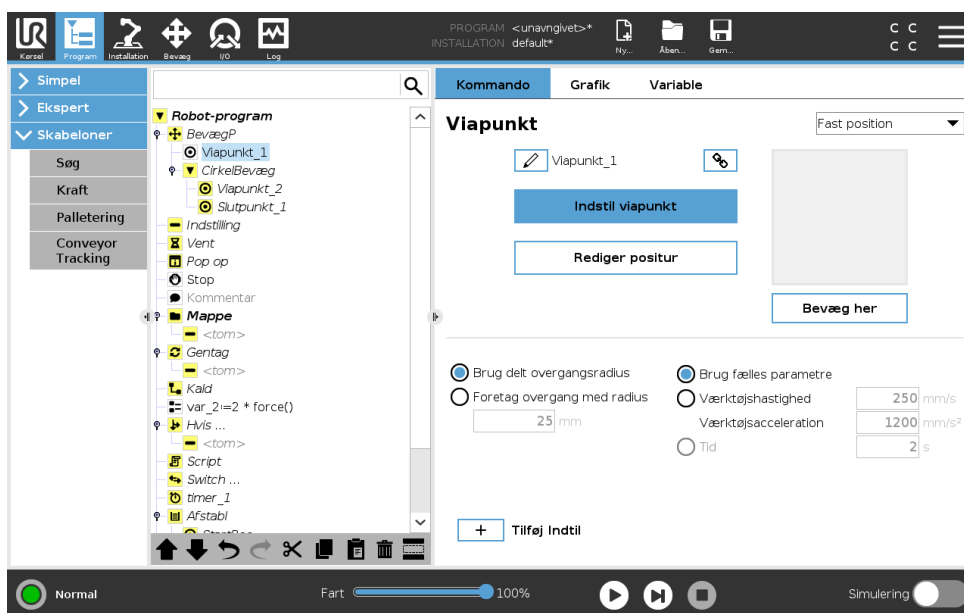 UR
Kørsel
Program
Installation
Bevæg
I/O
Log
PROGRAM <unavngivet>*
INSTALLATION default*
Ny...
Åben...
Gem...
C C
C C
Simpel
Ekspert
Skabeloner
Søg
Kraft
Palletering
Conveyor
Tracking
Robot-program
BevægP
Viapunkt_1
CirkelBevæg
Viapunkt_2
Slutpunkt_1
Indstilling
Vent
Pop op
Stop
Kommentar
Mappe
<tom>
Gentag
<tom>
Kald
var_2:=2 * force()
Hvis ...
<tom>
Script
Switch ...
timer_1
Afstabl
Kommando
Grafik
Variable
Viapunkt
Fast position
Viapunkt_1
Indstil viapunkt
Rediger positur
Bevæg her
Brug delt overgangsradius
Foretag overgang med radius
25 mm
Brug fælles parametre
Værktøjshastighed 250 mm/s
Værktøjsacceleration 1200 mm/s²
Tid 2 s
+ Tilføj Indtil
Normal
Fart 100%
Simulering